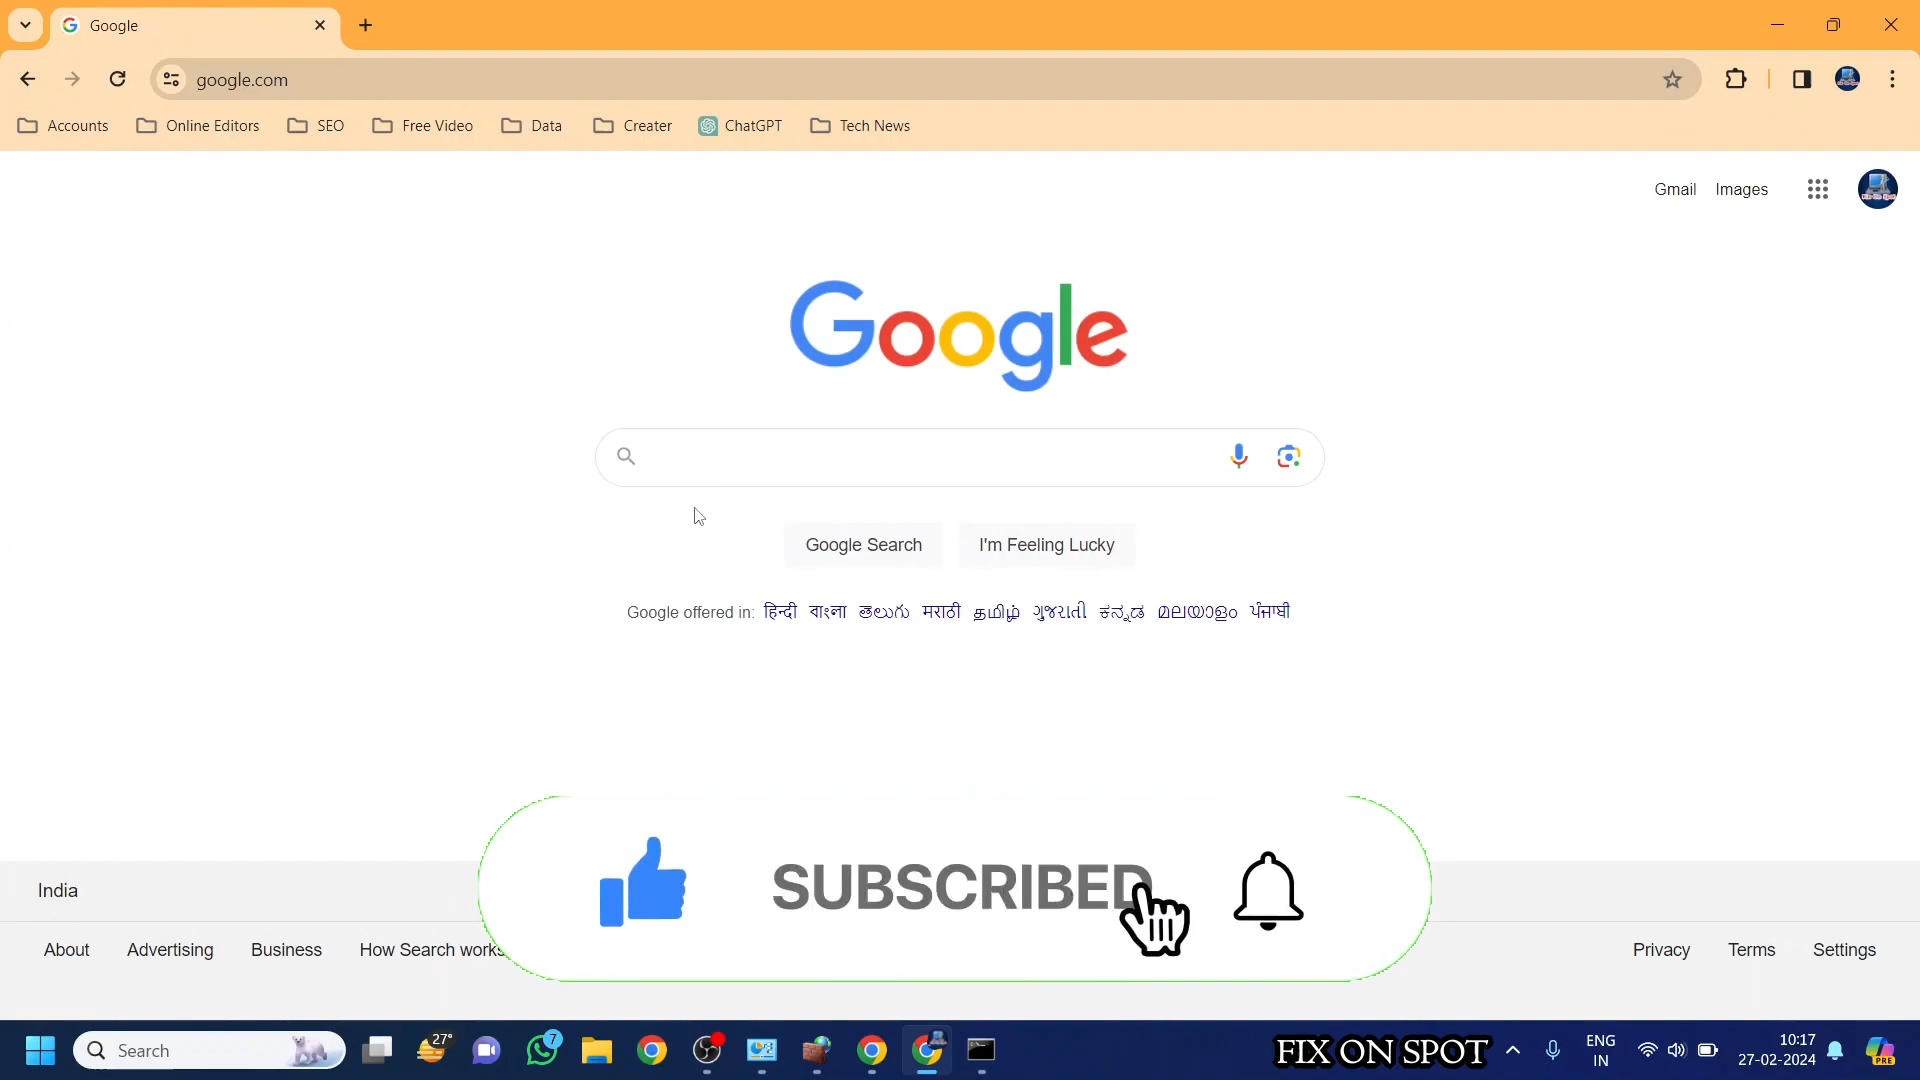 Google
google.com
Accounts Online Editors SEO Free Video Data Creater ChatGPT Tech News
Gmail Images
Google
Google Search I'm Feeling Lucky
Google offered in: हिन्दी বাংলা తెలుగు मराठी தமிழ் ગુજરાતી ಕನ್ನಡ മലയാളം ਪੰਜਾਬੀ
SUBSCRIBED
India
About Advertising Business How Search works Privacy Terms Settings
Search 27° 7 FIX ON SPOT ENG 10:17
IN 27-02-2024 PRE